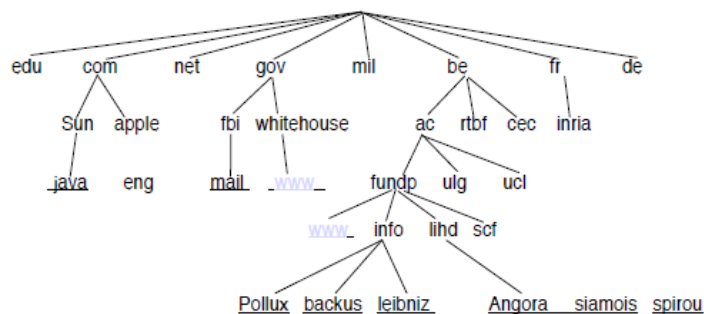 edu com net gov mil be fr de
Sun apple fbi whitehouse ac rtbf cec inria
java eng mail www fundp ulg ucl
www info lihd scf
Pollux backus leibniz Angora siamois spirou